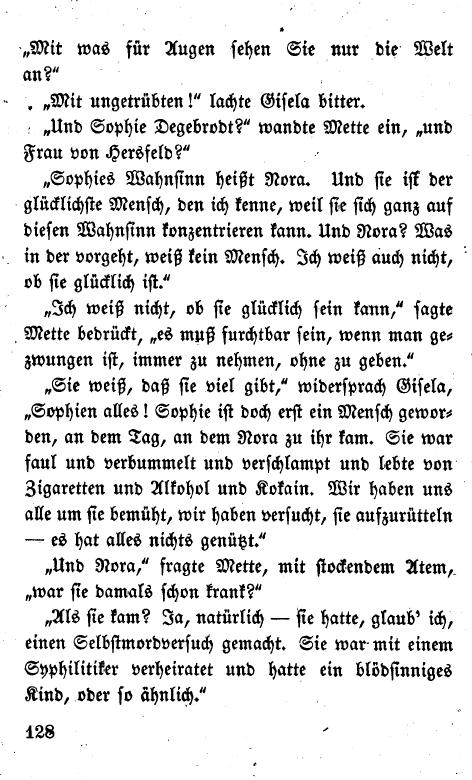 „Mit was für Augen sehen Sie nur die Welt
an?“
„Mit ungetrübten!“ lachte Gisela bitter.
„Und Sophie Degebrodt?“ wandte Mette ein, „und
Frau von Hersfeld?“
„Sophies Wahnsinn heißt Nora. Und sie ist der
glücklichste Mensch, den ich kenne, weil sie sich ganz auf
diesen Wahnsinn konzentrieren kann. Und Nora? Was
in der vorgeht, weiß kein Mensch. Ich weiß auch nicht,
ob sie glücklich ist.“
„Ich weiß nicht, ob sie glücklich sein kann,“ sagte
Mette bedrückt, „es muß furchtbar sein, wenn man ge-
zwungen ist, immer zu nehmen, ohne zu geben.“
„Sie weiß, daß sie viel gibt,“ widersprach Gisela,
„Sophien alles! Sophie ist doch erst ein Mensch gewor-
den, an dem Tag, an dem Nora zu ihr kam. Sie war
faul und verbummelt und verschlampt und lebte von
Zigaretten und Alkohol und Kokain. Wir haben uns
alle um sie bemüht, wir haben versucht, sie aufzurütteln
— es hat alles nichts genützt.“
„Und Nora,“ fragte Mette, mit stockendem Atem,
„war sie damals schon krank?“
„Als sie kam? Ja, natürlich — sie hatte, glaub' ich,
einen Selbstmordversuch gemacht. Sie war mit einem
Syphilitiker verheiratet und hatte ein blödsinniges
Kind, oder so ähnlich.“
128